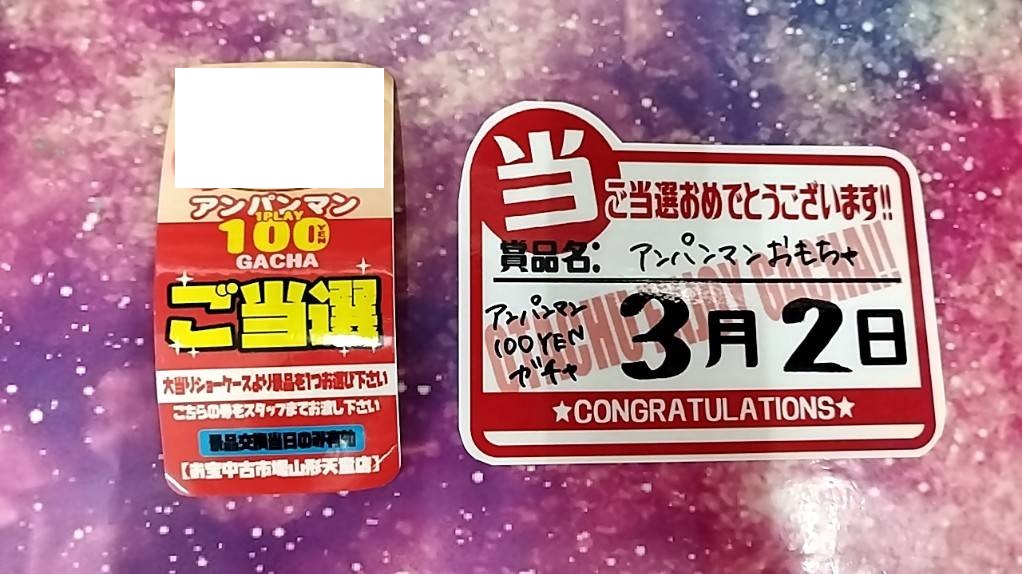 アンパンマン
1PLAY
100YEN
GACHA
ご当選
大当りショーケースより景品を1つお選び下さい
こちらの券をスタッフまでお渡し下さい
景品交換当日のみ有効
【お宝中古市場山形天童店】
当
ご当選おめでとうございます!!
賞品名: アンパンマンおもちゃ
アンパンマン
100YEN
ガチャ
3月2日
★CONGRATULATIONS★